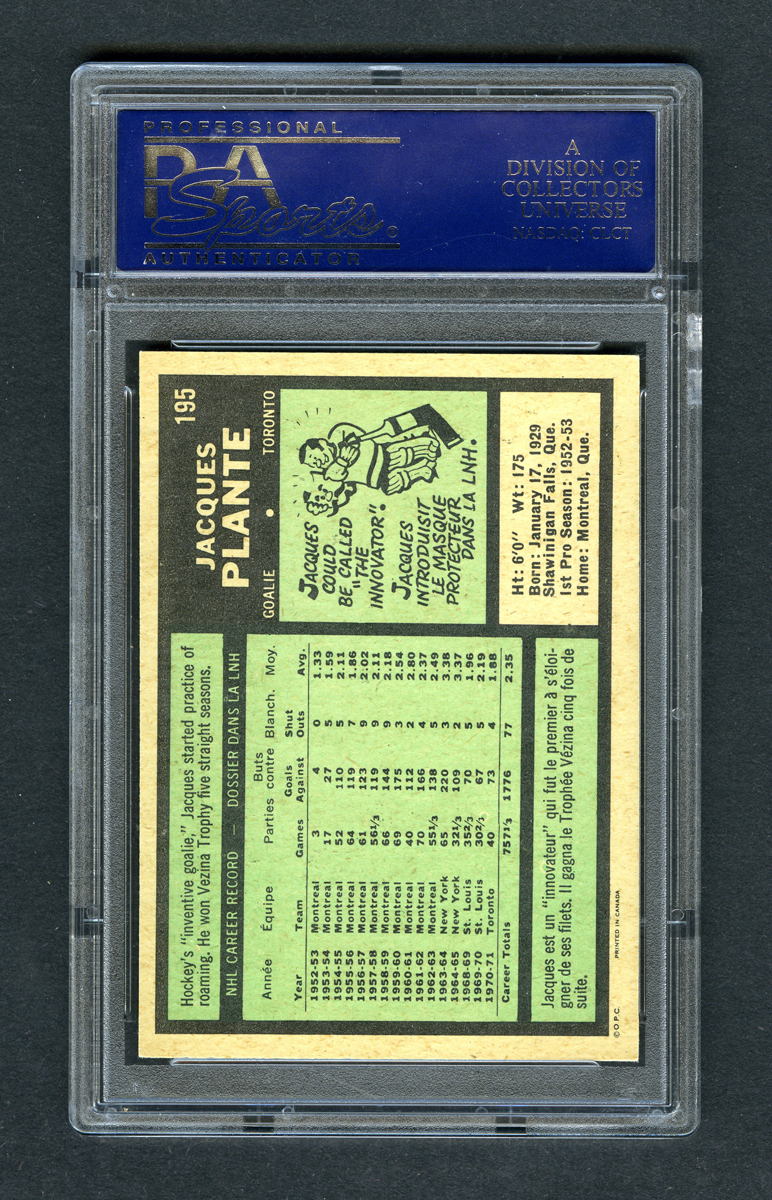 PROFESSIONAL
PSA
Sports©
AUTHENTICATOR
A
DIVISION OF
COLLECTORS
UNIVERSE
NASDAQ: CLCT
Hockey's "inventive goalie," Jacques started practice of
roaming. He won Vezina Trophy five straight seasons.
JACQUES 195
PLANTE
GOALIE • TORONTO
NHL CAREER RECORD — DOSSIER DANS LA LNH
Année Équipe Parties Buts contre Blanch. Moy.
Year Team Games Goals Against Shut Outs Avg.
1952-53 Montreal 3 4 0 1.33
1953-54 Montreal 17 27 5 1.59
1954-55 Montreal 52 110 5 2.11
1955-56 Montreal 64 119 7 1.86
1956-57 Montreal 61 123 9 2.02
1957-58 Montreal 56⅓ 119 9 2.11
1958-59 Montreal 66 144 9 2.18
1959-60 Montreal 69 175 3 2.54
1960-61 Montreal 40 112 2 2.80
1961-62 Montreal 70 166 4 2.37
1962-63 Montreal 55⅓ 138 5 2.49
1963-64 New York 65 220 3 3.38
1964-65 New York 32⅓ 109 2 3.37
1968-69 St. Louis 35⅔ 70 5 1.96
1969-70 St. Louis 30⅔ 67 5 2.19
1970-71 Toronto 40 73 4 1.88
Career Totals 757⅓ 1776 77 2.35
JACQUES
COULD
BE CALLED
"THE
INNOVATOR".
JACQUES
INTRODUISIT
LE MASQUE
PROTECTEUR
DANS LA LNH.
Ht: 6'0" Wt: 175
Born: January 17, 1929
Shawinigan Falls, Que.
1st Pro Season: 1952-53
Home: Montreal, Que.
Jacques est un "innovateur" qui fut le premier à s'éloi-
gner de ses filets. Il gagna le Trophée Vézina cinq fois de
suite.
©O.P.C. PRINTED IN CANADA